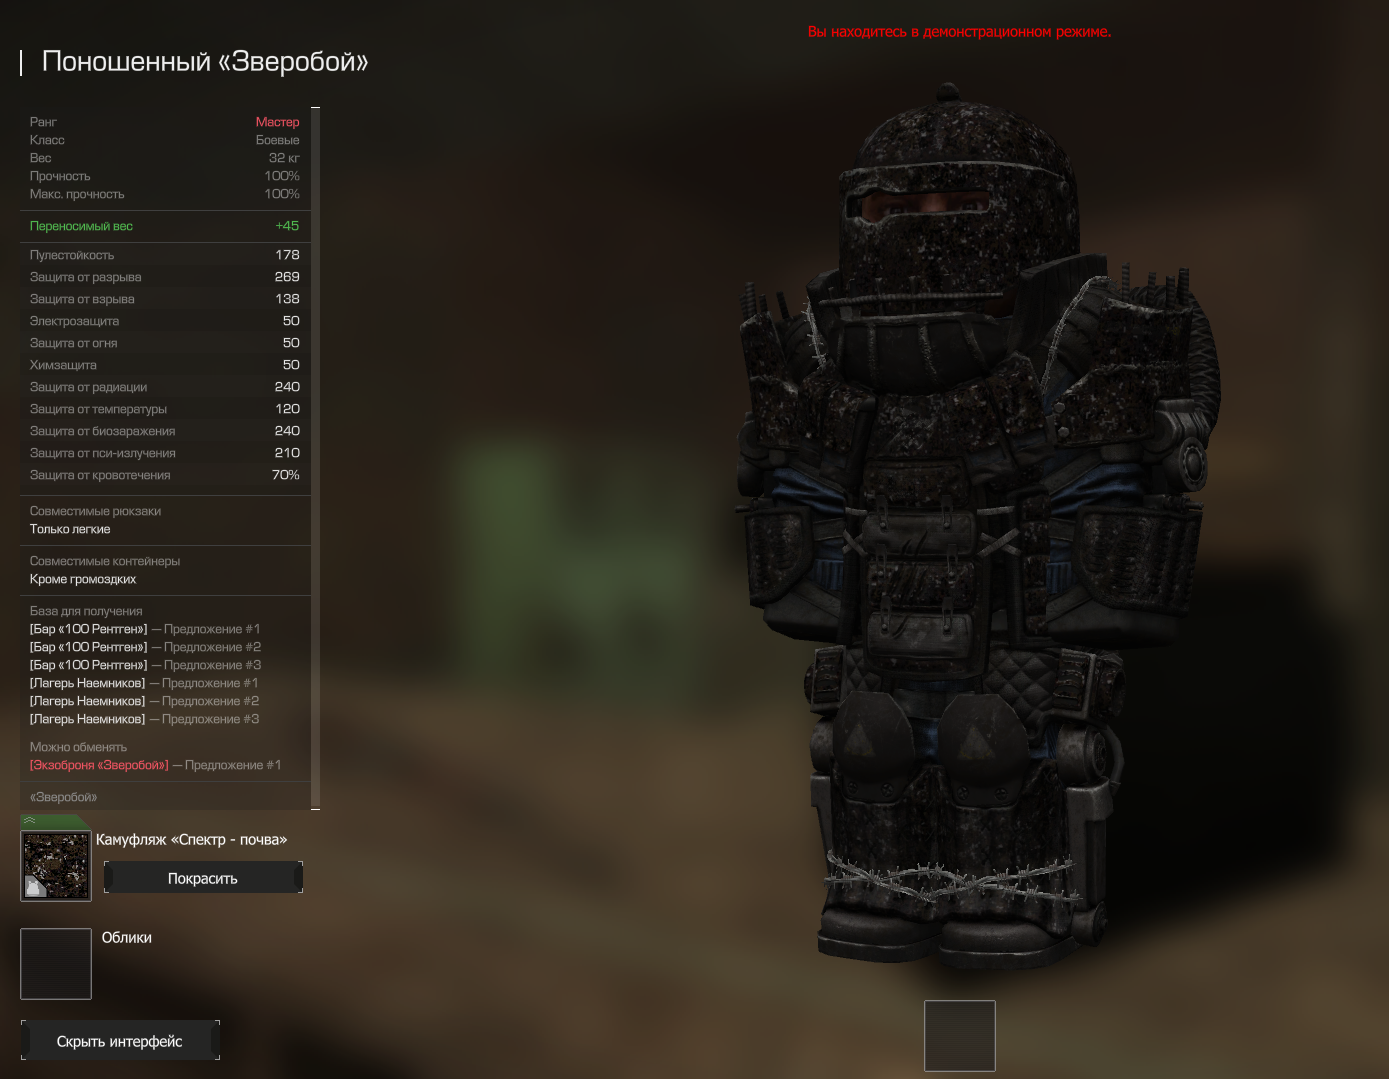 Вы находитесь в демонстрационном режиме.
Поношенный «Зверобой»
Ранг Мастер
Класс Боевые
Вес 32 кг
Прочность 100%
Макс. прочность 100%
Переносимый вес +45
Пулестойкость 178
Защита от разрыва 269
Защита от взрыва 138
Электрозащита 50
Защита от огня 50
Химзащита 50
Защита от радиации 240
Защита от температуры 120
Защита от биозаражения 240
Защита от пси-излучения 210
Защита от кровотечения 70%
Совместимые рюкзаки
Только легкие
Совместимые контейнеры
Кроме громоздких
База для получения
[Бар «100 Рентген»] — Предложение #1
[Бар «100 Рентген»] — Предложение #2
[Бар «100 Рентген»] — Предложение #3
[Лагерь Наемников] — Предложение #1
[Лагерь Наемников] — Предложение #2
[Лагерь Наемников] — Предложение #3
Можно обменять
[Экзоброня «Зверобой»] — Предложение #1
«Зверобой»
Камуфляж «Спектр - почва»
Покрасить
Облики
Скрыть интерфейс